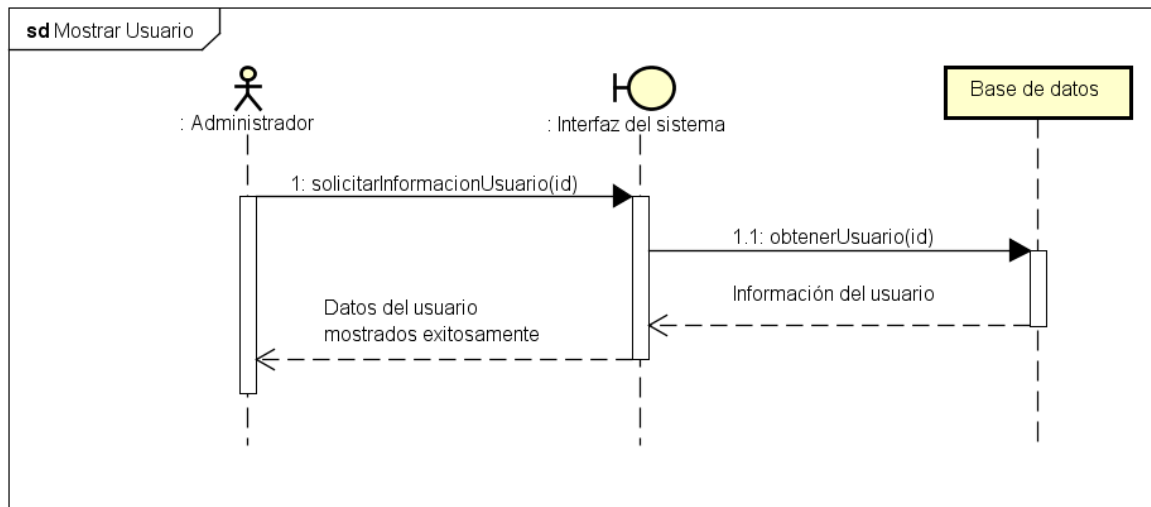 sd Mostrar Usuario
: Administrador
: Interfaz del sistema
Base de datos
1: solicitarInformacionUsuario(id)
1.1: obtenerUsuario(id)
Información del usuario
Datos del usuario
mostrados exitosamente